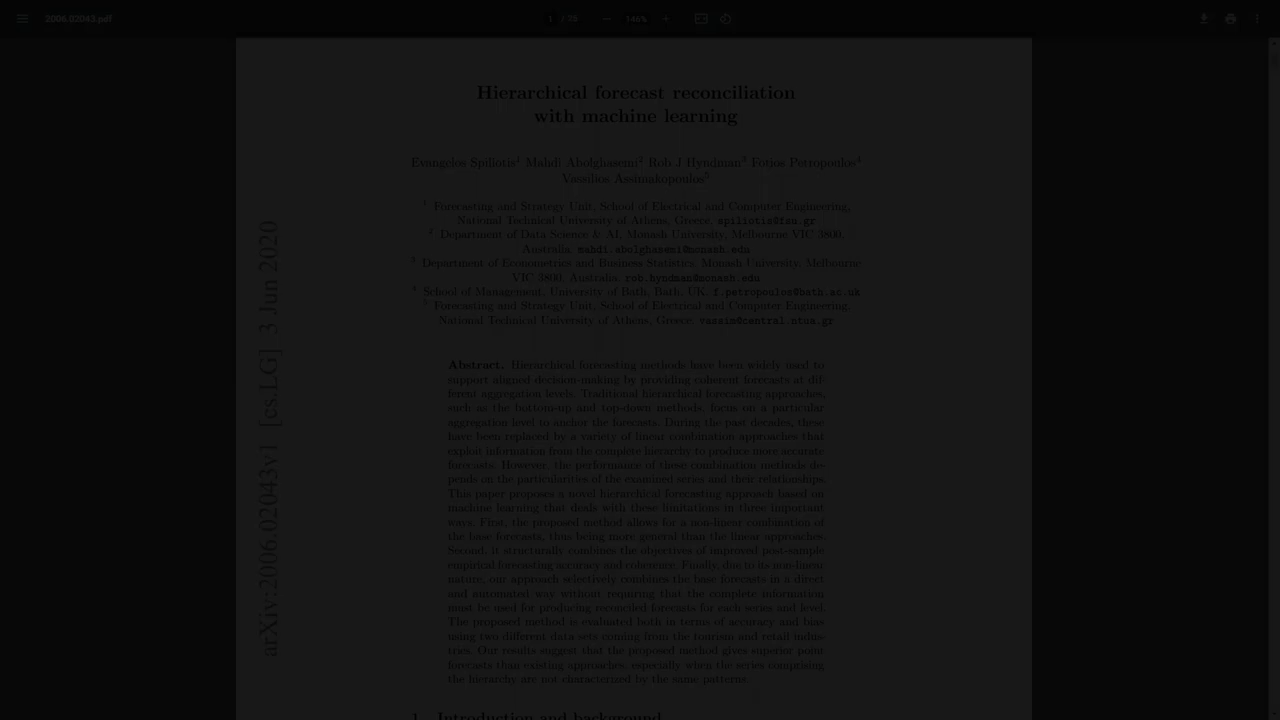 2006.02043.pdf
1 / 35
146%
Hierarchical forecast reconciliation
with machine learning
Evangelos Spiliotis1 Mahdi Abolghasemi2 Rob J Hyndman3 Fotios Petropoulos4
Vassilios Assimakopoulos5
1 Forecasting and Strategy Unit, School of Electrical and Computer Engineering,
National Technical University of Athens, Greece. spiliotis@fsu.gr
2 Department of Data Science & AI, Monash University, Melbourne VIC 3800,
Australia. mahdi.abolghasemi@monash.edu
3 Department of Econometrics and Business Statistics, Monash University, Melbourne
VIC 3800, Australia. rob.hyndman@monash.edu
4 School of Management, University of Bath, Bath, UK. f.petropoulos@bath.ac.uk
5 Forecasting and Strategy Unit, School of Electrical and Computer Engineering,
National Technical University of Athens, Greece. vassim@central.ntua.gr
Abstract. Hierarchical forecasting methods have been widely used to
support aligned decision-making by providing coherent forecasts at dif-
ferent aggregation levels. Traditional hierarchical forecasting approaches,
such as the bottom-up and top-down methods, focus on a particular
aggregation level to anchor the forecasts. During the past decades, these
have been replaced by a variety of linear combination approaches that
exploit information from the complete hierarchy to produce more accurate
forecasts. However, the performance of these combination methods de-
pends on the particularities of the examined series and their relationships.
This paper proposes a novel hierarchical forecasting approach based on
machine learning that deals with these limitations in three important
ways. First, the proposed method allows for a non-linear combination of
the base forecasts, thus being more general than the linear approaches.
Second, it structurally combines the objectives of improved post-sample
empirical forecasting accuracy and coherence. Finally, due to its non-linear
nature, our approach selectively combines the base forecasts in a direct
and automated way without requiring that the complete information
must be used for producing reconciled forecasts for each series and level.
The proposed method is evaluated both in terms of accuracy and bias
using two different data sets coming from the tourism and retail indus-
tries. Our results suggest that the proposed method gives superior point
forecasts than existing approaches, especially when the series comprising
the hierarchy are not characterized by the same patterns.
1 Introduction and background
arXiv:2006.02043v1 [cs.LG] 3 Jun 2020